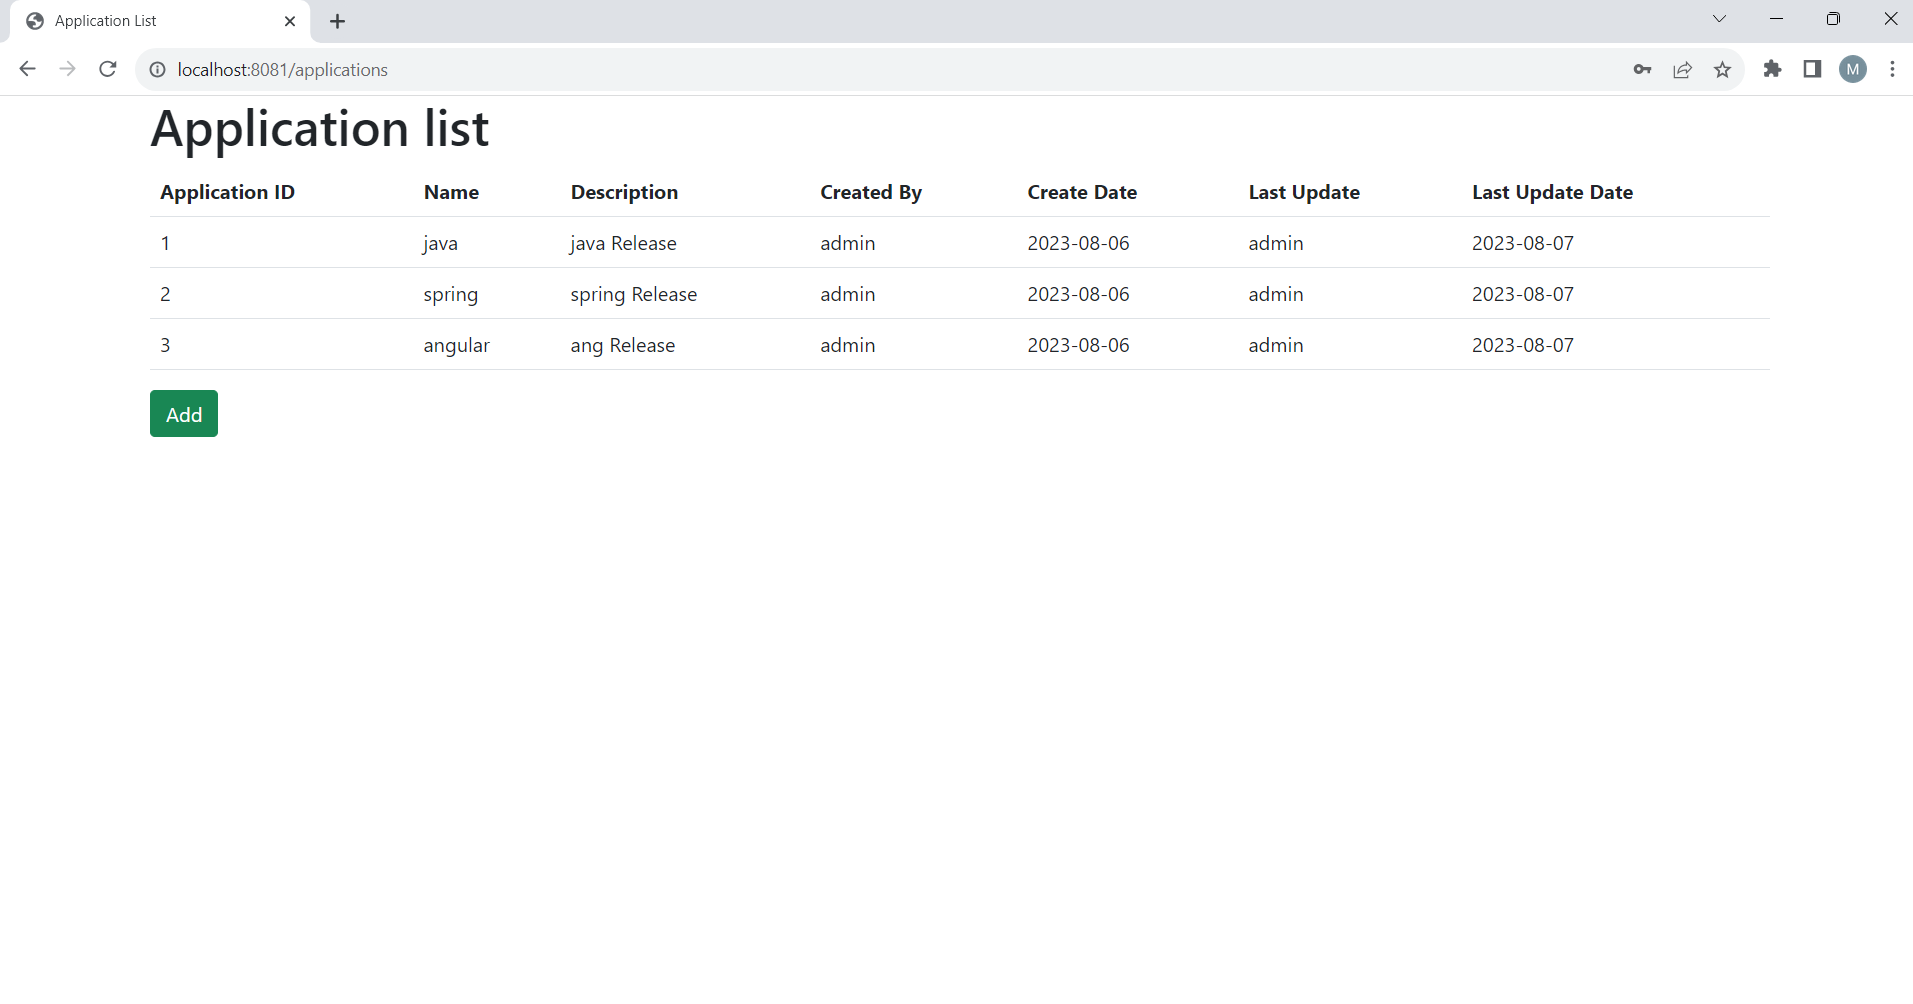 Application List
localhost:8081/applications
M
Application list
Application ID Name Description Created By Create Date Last Update Last Update Date
1 java java Release admin 2023-08-06 admin 2023-08-07
2 spring spring Release admin 2023-08-06 admin 2023-08-07
3 angular ang Release admin 2023-08-06 admin 2023-08-07
Add